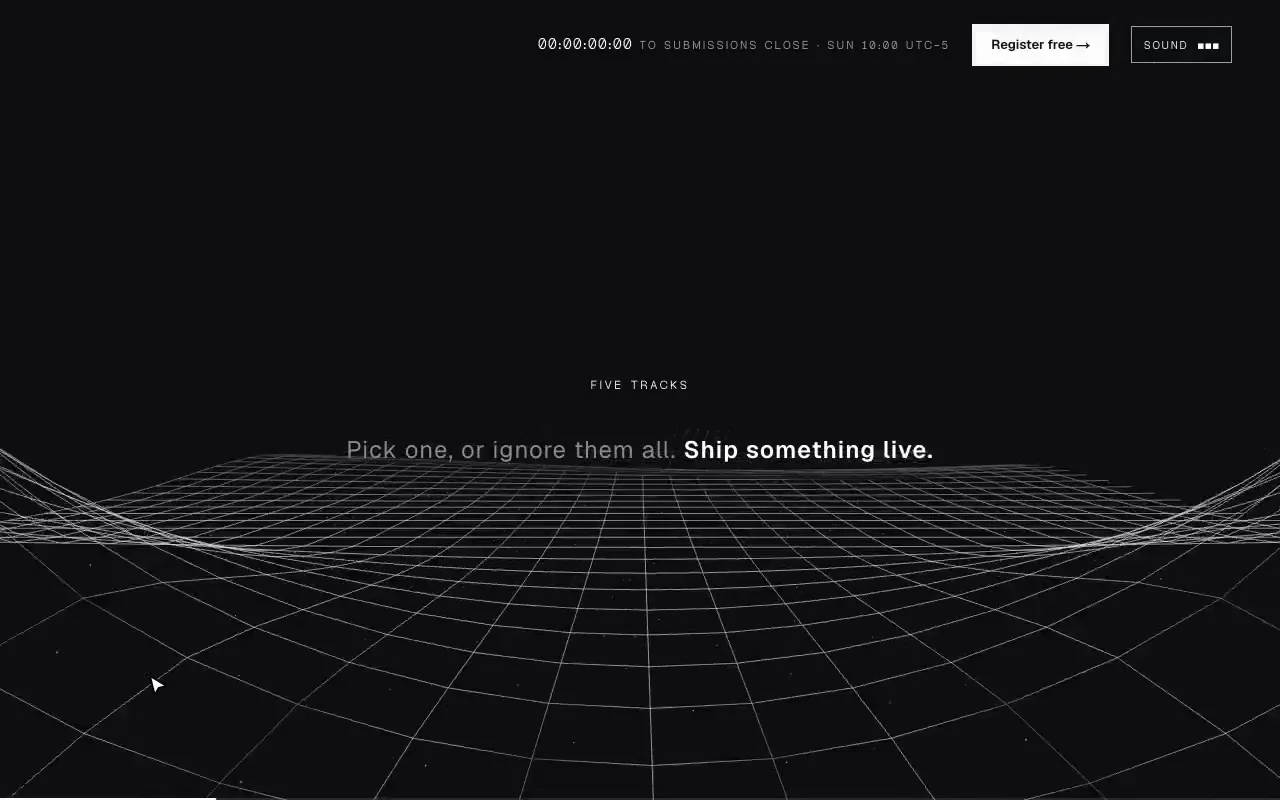 00:00:00:00 TO SUBMISSIONS CLOSE · SUN 10:00 UTC−5
Register free →
SOUND
FIVE TRACKS
Pick one, or ignore them all. Ship something live.